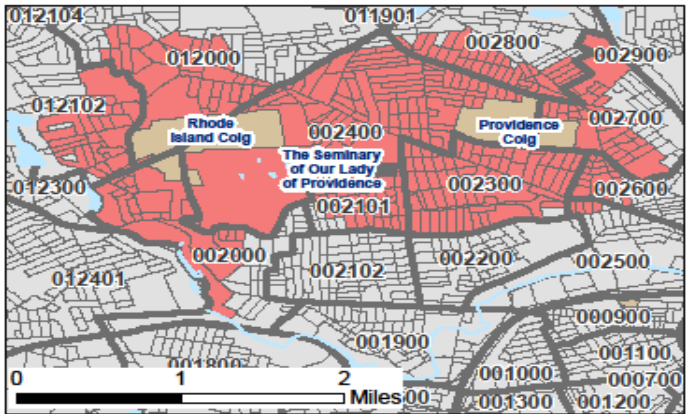 012104
011901
012000
002800
002900
012102
Rhode
Island Colg
002400
Providence
Colg
002700
The Seminary
of Our Lady
of Providence
012300
002300
002600
002101
002000
012401
002102
002200
002500
000900
001900
001100
001800
001000
000700
001300
001200
0 1 2
Miles